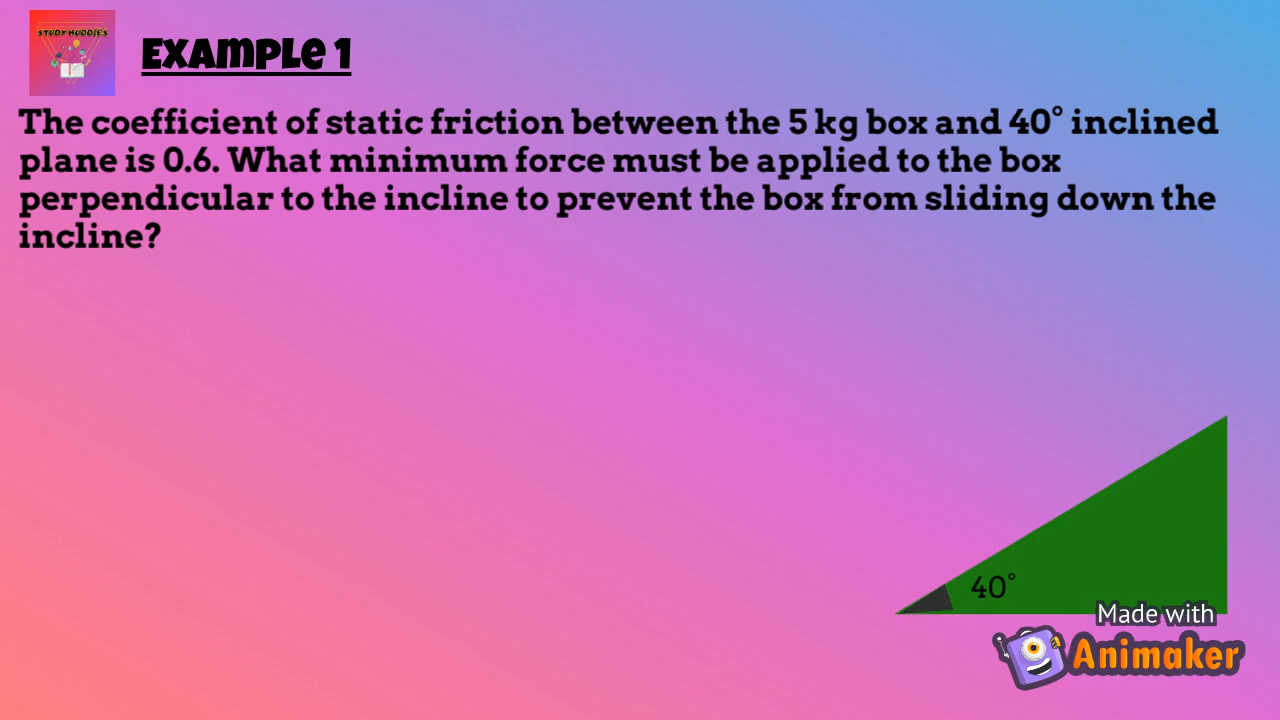 STUDY BUDDIES
Example 1
The coefficient of static friction between the 5 kg box and 40° inclined
plane is 0.6. What minimum force must be applied to the box
perpendicular to the incline to prevent the box from sliding down the
incline?
40°
Made with
Animaker